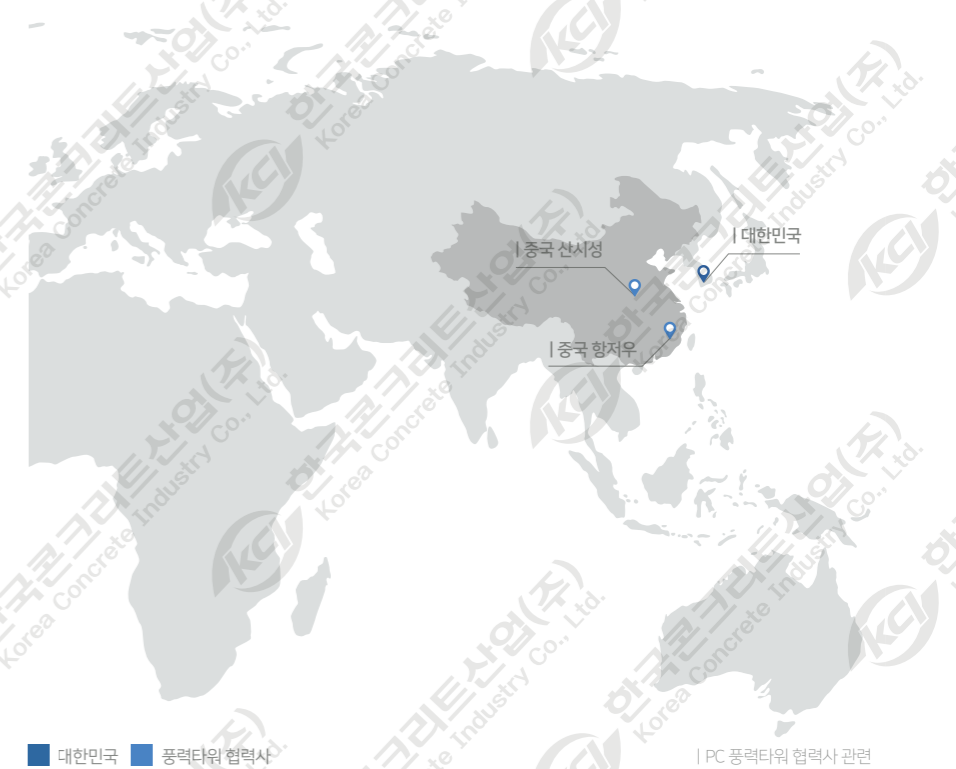 | 중국 산시성
| 대한민국
| 중국 항저우
대한민국
풍력타워 협력사
| PC 풍력타워 협력사 관련
한국콘크리트산업(주)
Korea Concrete Industry Co., Ltd.
KCI